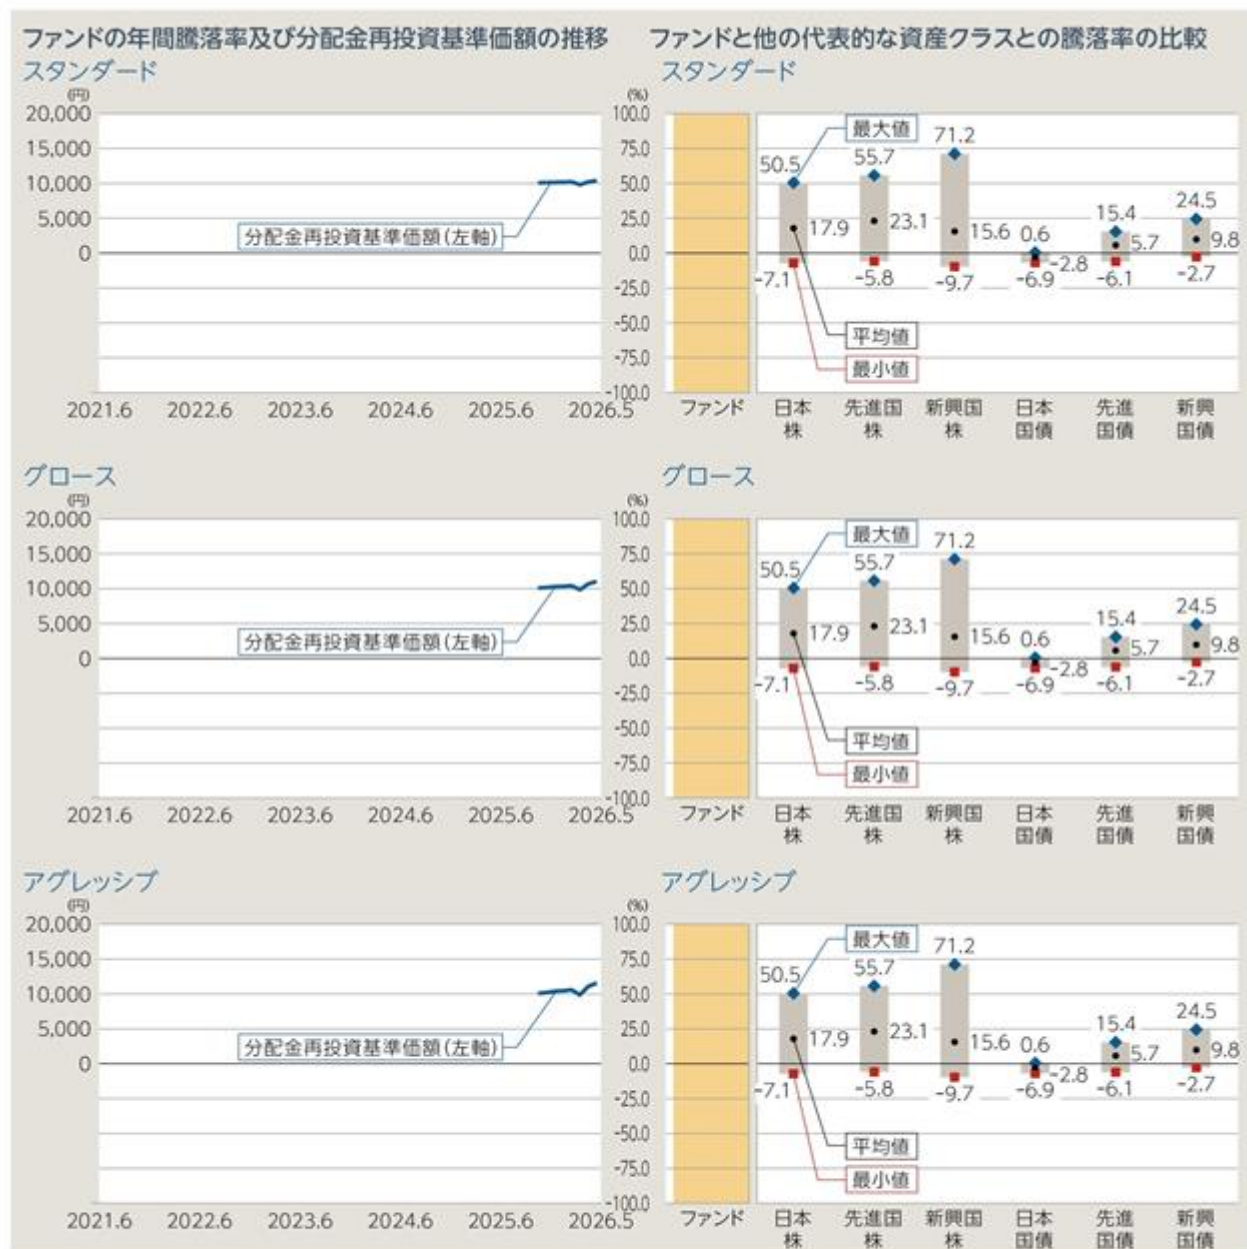 ファンドの年間騰落率及び分配金再投資基準価額の推移
ファンドと他の代表的な資産クラスとの騰落率の比較
スタンダード
(円)
20,000
15,000
10,000
5,000
0
分配金再投資基準価額(左軸)
2021.6 2022.6 2023.6 2024.6 2025.6 2026.5
スタンダード
(%)
100.0
75.0
50.0
25.0
0.0
-25.0
-50.0
-75.0
-100.0
最大値
50.5 55.7 71.2 0.6 15.4 24.5
17.9 23.1 15.6 -2.8 5.7 9.8
-7.1 -5.8 -9.7 -6.9 -6.1 -2.7
平均値
最小値
ファンド 日本株 先進国株 新興国株 日本国債 先進国債 新興国債
グロース
(円)
20,000
15,000
10,000
5,000
0
分配金再投資基準価額(左軸)
2021.6 2022.6 2023.6 2024.6 2025.6 2026.5
グロース
(%)
100.0
75.0
50.0
25.0
0.0
-25.0
-50.0
-75.0
-100.0
最大値
50.5 55.7 71.2 0.6 15.4 24.5
17.9 23.1 15.6 -2.8 5.7 9.8
-7.1 -5.8 -9.7 -6.9 -6.1 -2.7
平均値
最小値
ファンド 日本株 先進国株 新興国株 日本国債 先進国債 新興国債
アグレッシブ
(円)
20,000
15,000
10,000
5,000
0
分配金再投資基準価額(左軸)
2021.6 2022.6 2023.6 2024.6 2025.6 2026.5
アグレッシブ
(%)
100.0
75.0
50.0
25.0
0.0
-25.0
-50.0
-75.0
-100.0
最大値
50.5 55.7 71.2 0.6 15.4 24.5
17.9 23.1 15.6 -2.8 5.7 9.8
-7.1 -5.8 -9.7 -6.9 -6.1 -2.7
平均値
最小値
ファンド 日本株 先進国株 新興国株 日本国債 先進国債 新興国債